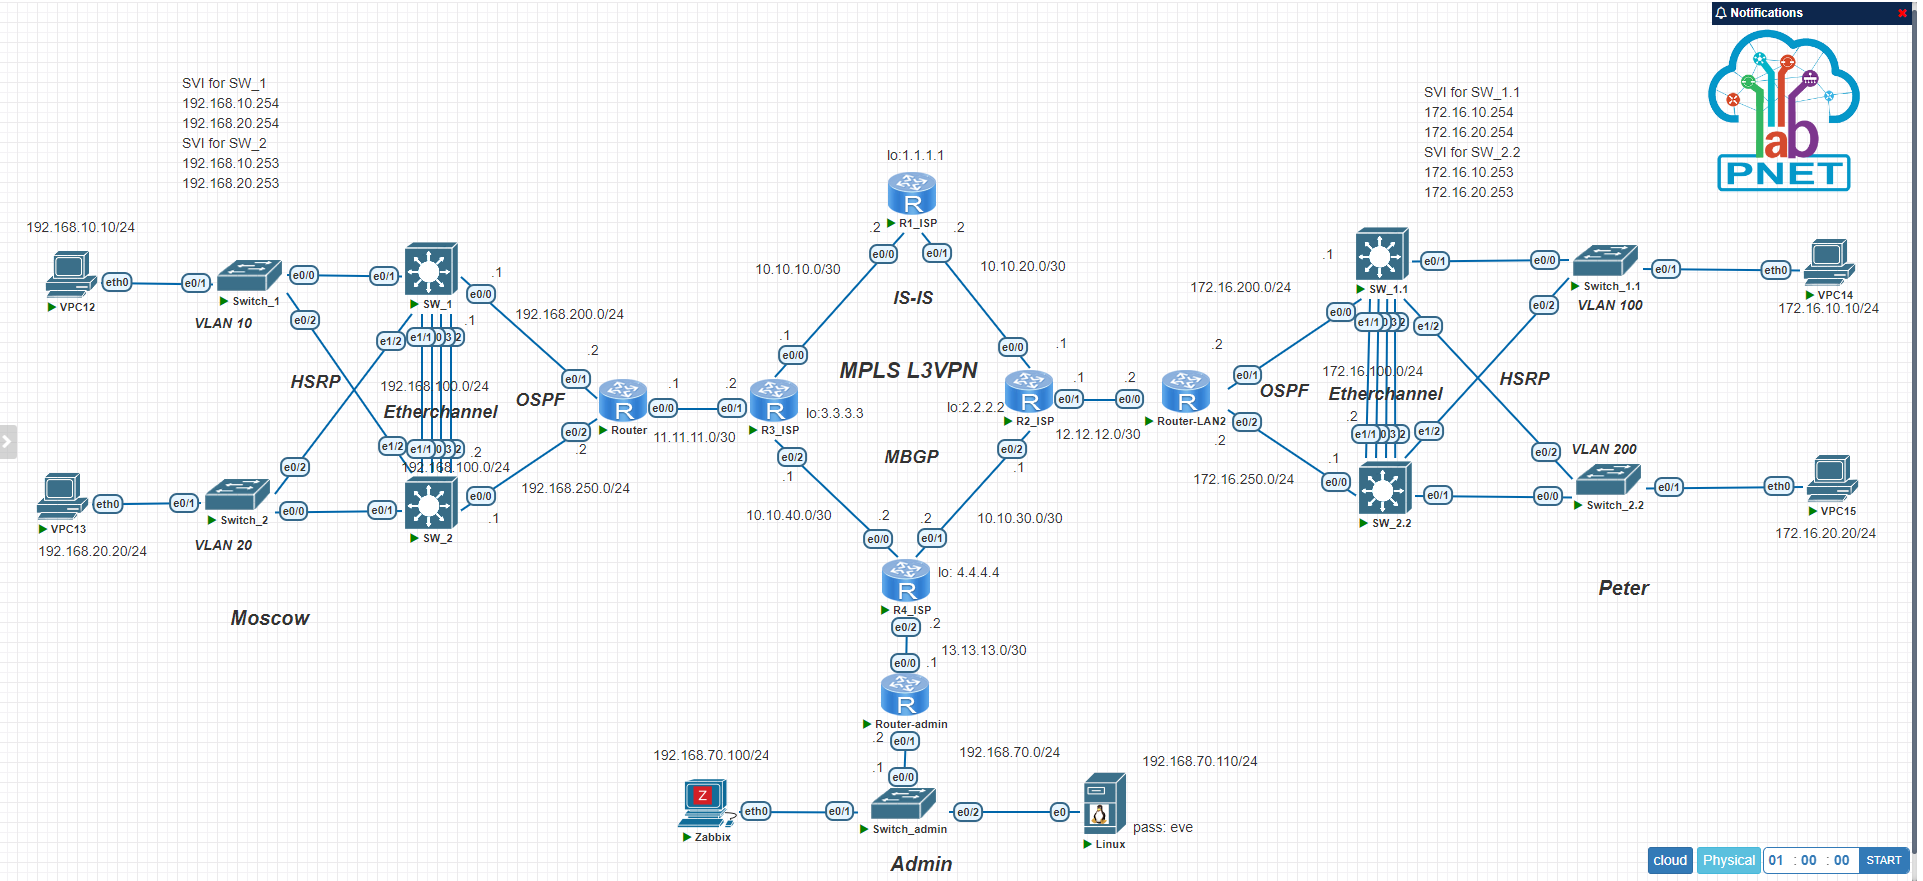 Notifications
SVI for SW_1
192.168.10.254
192.168.20.254
SVI for SW_2
192.168.10.253
192.168.20.253
SVI for SW_1.1
172.16.10.254
172.16.20.254
SVI for SW_2.2
172.16.10.253
172.16.20.253
lab
PNET
192.168.10.10/24
eth0
e0/1
VPC12
Switch_1
VLAN 10
e0/0
e0/2
e0/1
SW_1
.1
e0/0
.1
e1/2
e1/1
0
3
2
192.168.200.0/24
.2
HSRP
192.168.100.0/24
Etherchannel
OSPF
e0/1
Router
e0/2
.2
e1/2
e1/1
0
3
2
.2
192.168.100.0/24
192.168.250.0/24
e0/2
e0/0
e0/1
e0/0
.1
SW_2
eth0
e0/1
VPC13
Switch_2
192.168.20.20/24
VLAN 20
Moscow
lo:1.1.1.1
R
R1_ISP
.2
.2
e0/0
e0/1
10.10.10.0/30
10.10.20.0/30
IS-IS
.1
e0/0
e0/0
.1
MPLS L3VPN
R
.1
e0/0
.2
e0/1
11.11.11.0/30
R
R3_ISP
lo:3.3.3.3
lo:2.2.2.2
R
R2_ISP
.1
e0/1
.2
e0/0
12.12.12.0/30
R
Router-LAN2
e0/2
.1
MBGP
e0/2
.1
10.10.40.0/30
.2
.2
10.10.30.0/30
e0/0
e0/1
lo: 4.4.4.4
R
R4_ISP
e0/2
.2
13.13.13.0/30
e0/0
.1
R
Router-admin
.2
e0/1
192.168.70.0/24
.1
e0/0
192.168.70.100/24
Z
eth0
e0/1
Zabbix
Switch_admin
e0/2
e0
192.168.70.110/24
Linux
pass: eve
Admin
.1
SW_1.1
e0/1
e0/0
Switch_1.1
VLAN 100
e0/1
eth0
VPC14
172.16.10.10/24
172.16.200.0/24
e0/0
e1/1
0
3
2
e1/2
e0/2
.2
e0/1
OSPF
172.16.100.0/24
Etherchannel
HSRP
e0/2
.2
.2
e1/1
0
3
2
e1/2
.1
172.16.250.0/24
e0/0
SW_2.2
e0/1
e0/0
e0/2
VLAN 200
Switch_2.2
e0/1
eth0
VPC15
172.16.20.20/24
Peter
cloud
Physical
01 : 00 : 00
START